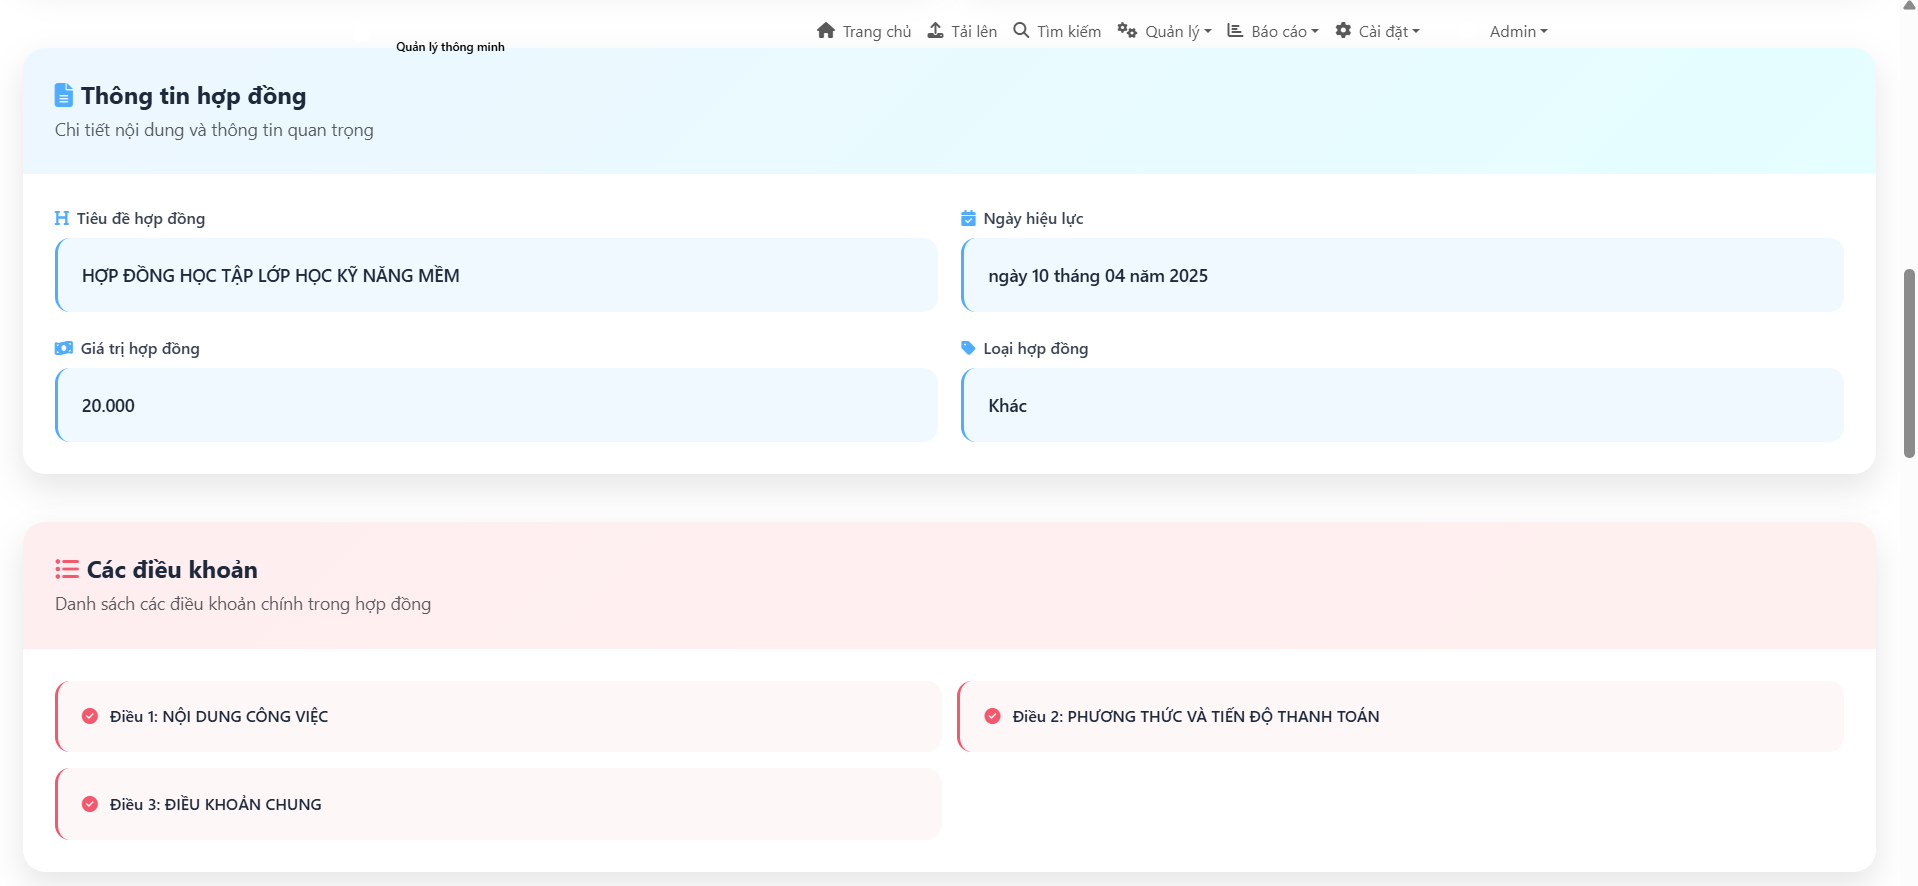 Trang chủ Tải lên Tìm kiếm Quản lý Báo cáo Cài đặt Admin
Quản lý thông minh
Thông tin hợp đồng
Chi tiết nội dung và thông tin quan trọng
Tiêu đề hợp đồng
HỢP ĐỒNG HỌC TẬP LỚP HỌC KỸ NĂNG MỀM
Ngày hiệu lực
ngày 10 tháng 04 năm 2025
Giá trị hợp đồng
20.000
Loại hợp đồng
Khác
Các điều khoản
Danh sách các điều khoản chính trong hợp đồng
Điều 1: NỘI DUNG CÔNG VIỆC
Điều 2: PHƯƠNG THỨC VÀ TIẾN ĐỘ THANH TOÁN
Điều 3: ĐIỀU KHOẢN CHUNG